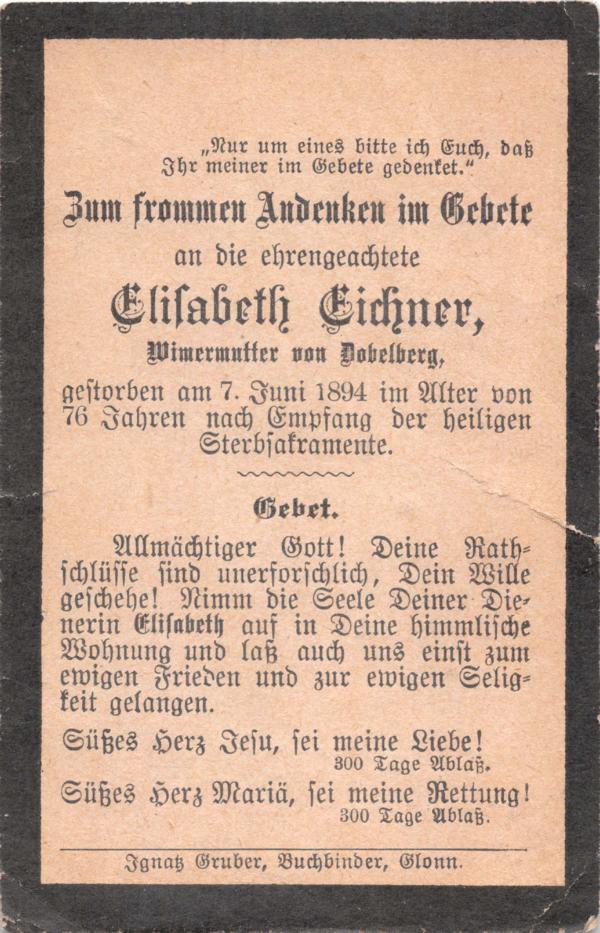 „Nur um eines bitte ich Euch, daß
Ihr meiner im Gebete gedenket.“
Zum frommen Andenken im Gebete
an die ehrengeachtete
Elisabeth Eichner,
Wimermutter von Dobelberg,
gestorben am 7. Juni 1894 im Alter von
76 Jahren nach Empfang der heiligen
Sterbsakramente.
Gebet.
Allmächtiger Gott! Deine Rath-
schlüsse sind unerforschlich, Dein Wille
geschehe! Nimm die Seele Deiner Die-
nerin Elisabeth auf in Deine himmlische
Wohnung und laß auch uns einst zum
ewigen Frieden und zur ewigen Selig-
keit gelangen.
Süßes Herz Jesu, sei meine Liebe!
300 Tage Ablaß.
Süßes Herz Mariä, sei meine Rettung!
300 Tage Ablaß.
Ignatz Gruber, Buchbinder, Glonn.